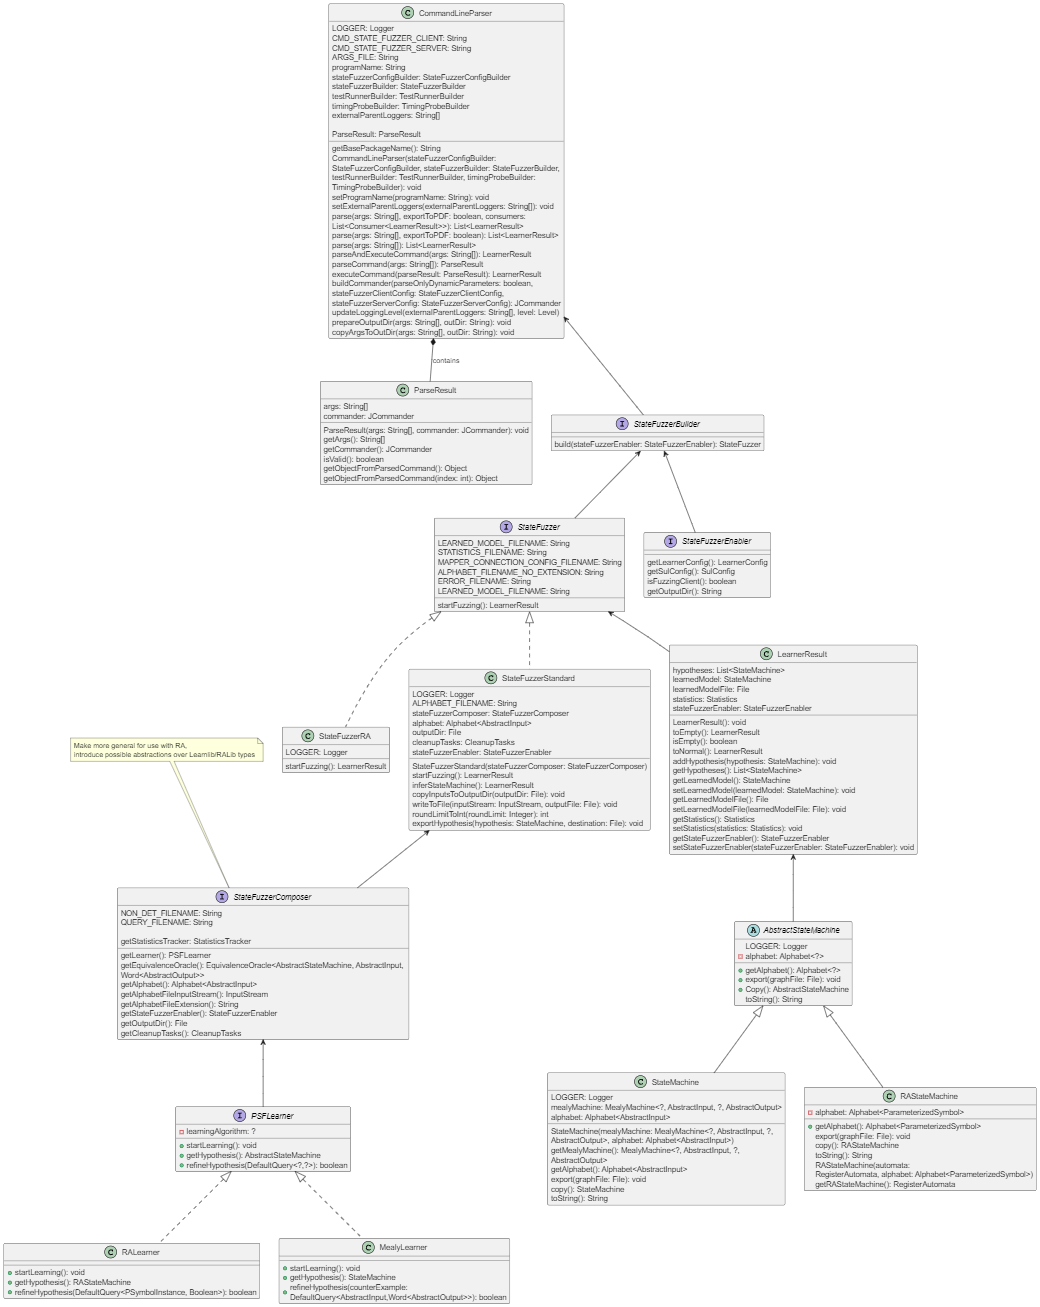 CommandLineParser
LOGGER: Logger
CMD_STATE_FUZZER_CLIENT: String
CMD_STATE_FUZZER_SERVER: String
ARGS_FILE: String
programName: String
stateFuzzerConfigBuilder: StateFuzzerConfigBuilder
stateFuzzerBuilder: StateFuzzerBuilder
testRunnerBuilder: TestRunnerBuilder
timingProbeBuilder: TimingProbeBuilder
externalParentLoggers: String[]
ParseResult: ParseResult
getBasePackageName(): String
CommandLineParser(stateFuzzerConfigBuilder:
StateFuzzerConfigBuilder, stateFuzzerBuilder: StateFuzzerBuilder,
testRunnerBuilder: TestRunnerBuilder, timingProbeBuilder:
TimingProbeBuilder): void
setProgramName(programName: String): void
setExternalParentLoggers(externalParentLoggers: String[]): void
parse(args: String[], exportToPDF: boolean, consumers:
List<Consumer<LearnerResult>>): List<LearnerResult>
parse(args: String[], exportToPDF: boolean): List<LearnerResult>
parse(args: String[]): List<LearnerResult>
parseAndExecuteCommand(args: String[]): LearnerResult
parseCommand(args: String[]): ParseResult
executeCommand(parseResult: ParseResult): LearnerResult
buildCommander(parseOnlyDynamicParameters: boolean,
stateFuzzerClientConfig: StateFuzzerClientConfig,
stateFuzzerServerConfig: StateFuzzerServerConfig): JCommander
updateLoggingLevel(externalParentLoggers: String[], level: Level)
prepareOutputDir(args: String[], outDir: String): void
copyArgsToOutDir(args: String[], outDir: String): void
contains
ParseResult
args: String[]
commander: JCommander
ParseResult(args: String[], commander: JCommander): void
getArgs(): String[]
getCommander(): JCommander
isValid(): boolean
getObjectFromParsedCommand(): Object
getObjectFromParsedCommand(index: int): Object
StateFuzzerBuilder
build(stateFuzzerEnabler: StateFuzzerEnabler): StateFuzzer
StateFuzzer
LEARNED_MODEL_FILENAME: String
STATISTICS_FILENAME: String
MAPPER_CONNECTION_CONFIG_FILENAME: String
ALPHABET_FILENAME_NO_EXTENSION: String
ERROR_FILENAME: String
LEARNED_MODEL_FILENAME: String
startFuzzing(): LearnerResult
StateFuzzerEnabler
getLearnerConfig(): LearnerConfig
getSulConfig(): SulConfig
isFuzzingClient(): boolean
getOutputDir(): String
LearnerResult
hypotheses: List<StateMachine>
learnedModel: StateMachine
learnedModelFile: File
statistics: Statistics
stateFuzzerEnabler: StateFuzzerEnabler
LearnerResult(): void
toEmpty(): LearnerResult
isEmpty(): boolean
toNormal(): LearnerResult
addHypothesis(hypothesis: StateMachine): void
getHypotheses(): List<StateMachine>
getLearnedModel(): StateMachine
setLearnedModel(learnedModel: StateMachine): void
getLearnedModelFile(): File
setLearnedModelFile(learnedModelFile: File): void
getStatistics(): Statistics
setStatistics(statistics: Statistics): void
getStateFuzzerEnabler(): StateFuzzerEnabler
setStateFuzzerEnabler(stateFuzzerEnabler: StateFuzzerEnabler): void
StateFuzzerStandard
LOGGER: Logger
ALPHABET_FILENAME: String
stateFuzzerComposer: StateFuzzerComposer
alphabet: Alphabet<AbstractInput>
outputDir: File
cleanupTasks: CleanupTasks
stateFuzzerEnabler: StateFuzzerEnabler
StateFuzzerStandard(stateFuzzerComposer: StateFuzzerComposer)
startFuzzing(): LearnerResult
inferStateMachine(): LearnerResult
copyInputsToOutputDir(outputDir: File): void
writeToFile(inputStream: InputStream, outputFile: File): void
roundLimitToInt(roundLimit: Integer): int
exportHypothesis(hypothesis: StateMachine, destination: File): void
StateFuzzerRA
LOGGER: Logger
startFuzzing(): LearnerResult
Make more general for use with RA,
introduce possible abstractions over Learnlib/RALib types
StateFuzzerComposer
NON_DET_FILENAME: String
QUERY_FILENAME: String
getStatisticsTracker: StatisticsTracker
getLearner(): PSFLearner
getEquivalenceOracle(): EquivalenceOracle<AbstractStateMachine, AbstractInput,
Word<AbstractOutput>>
getAlphabet(): Alphabet<AbstractInput>
getAlphabetFileInputStream(): InputStream
getAlphabetFileExtension(): String
getStateFuzzerEnabler(): StateFuzzerEnabler
getOutputDir(): File
getCleanupTasks(): CleanupTasks
AbstractStateMachine
LOGGER: Logger
alphabet: Alphabet<?>
getAlphabet(): Alphabet<?>
export(graphFile: File): void
Copy(): AbstractStateMachine
toString(): String
StateMachine
LOGGER: Logger
mealyMachine: MealyMachine<?, AbstractInput, ?, AbstractOutput>
alphabet: Alphabet<AbstractInput>
StateMachine(mealyMachine: MealyMachine<?, AbstractInput, ?,
AbstractOutput>, alphabet: Alphabet<AbstractInput>)
getMealyMachine(): MealyMachine<?, AbstractInput, ?,
AbstractOutput>
getAlphabet(): Alphabet<AbstractInput>
export(graphFile: File): void
copy(): StateMachine
toString(): String
RAStateMachine
alphabet: Alphabet<ParameterizedSymbol>
getAlphabet(): Alphabet<ParameterizedSymbol>
export(graphFile: File): void
copy(): RAStateMachine
toString(): String
RAStateMachine(automata:
RegisterAutomata, alphabet: Alphabet<ParameterizedSymbol>)
getRAStateMachine(): RegisterAutomata
PSFLearner
learningAlgorithm: ?
startLearning(): void
getHypothesis(): AbstractStateMachine
refineHypothesis(DefaultQuery<?,?>): boolean
RALearner
startLearning(): void
getHypothesis(): RAStateMachine
refineHypothesis(DefaultQuery<PSymbolInstance, Boolean>): boolean
MealyLearner
startLearning(): void
getHypothesis(): StateMachine
refineHypothesis(counterExample:
DefaultQuery<AbstractInput,Word<AbstractOutput>>): boolean